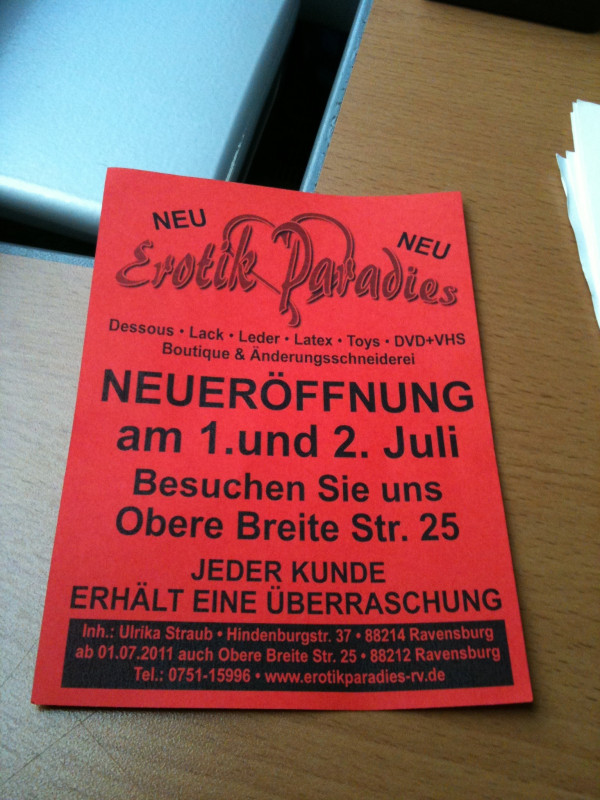 NEU NEU
Erotik Paradies
Dessous • Lack • Leder • Latex • Toys • DVD+VHS
Boutique & Änderungsschneiderei
NEUERÖFFNUNG
am 1.und 2. Juli
Besuchen Sie uns
Obere Breite Str. 25
JEDER KUNDE
ERHÄLT EINE ÜBERRASCHUNG
Inh.: Ulrika Straub • Hindenburgstr. 37 • 88214 Ravensburg
ab 01.07.2011 auch Obere Breite Str. 25 • 88212 Ravensburg
Tel.: 0751-15996 • www.erotikparadies-rv.de